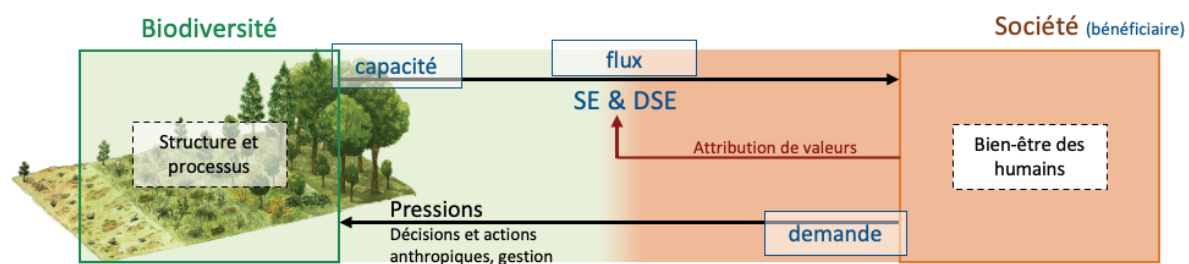 Biodiversité
Société (bénéficiaire)
capacité
flux
SE & DSE
Structure et
processus
Attribution de valeurs
Bien-être des
humains
Pressions
Décisions et actions
anthropiques, gestion
demande